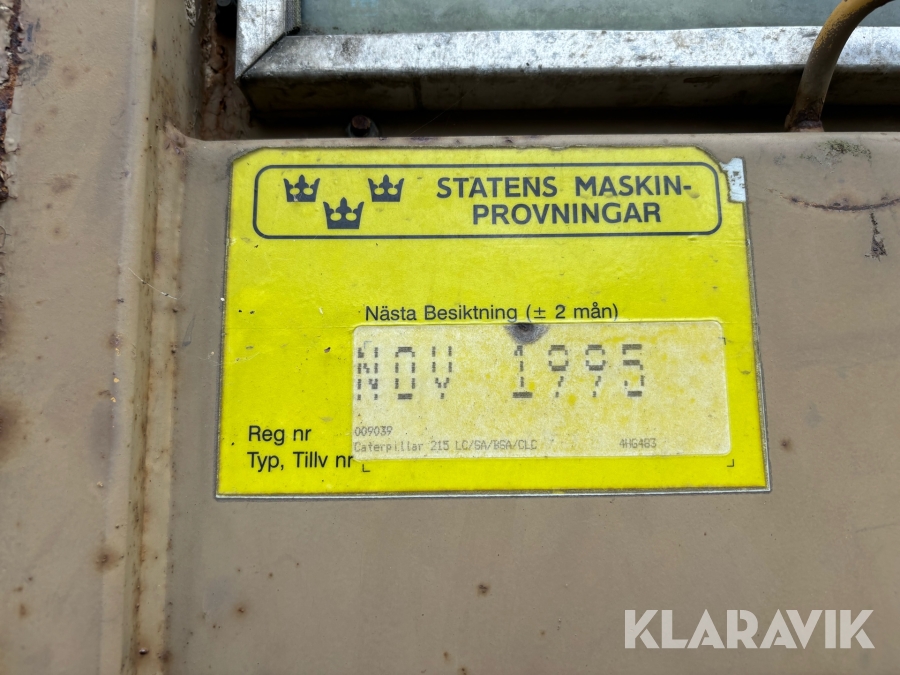 STATENS MASKIN-
PROVNINGAR
Nästa Besiktning (± 2 mån)
NOV 1995
Reg nr 009039
Typ, Tillv nr Caterpillar 215 LC/SA/BSA/CLC 4HG483
KLARAVIK